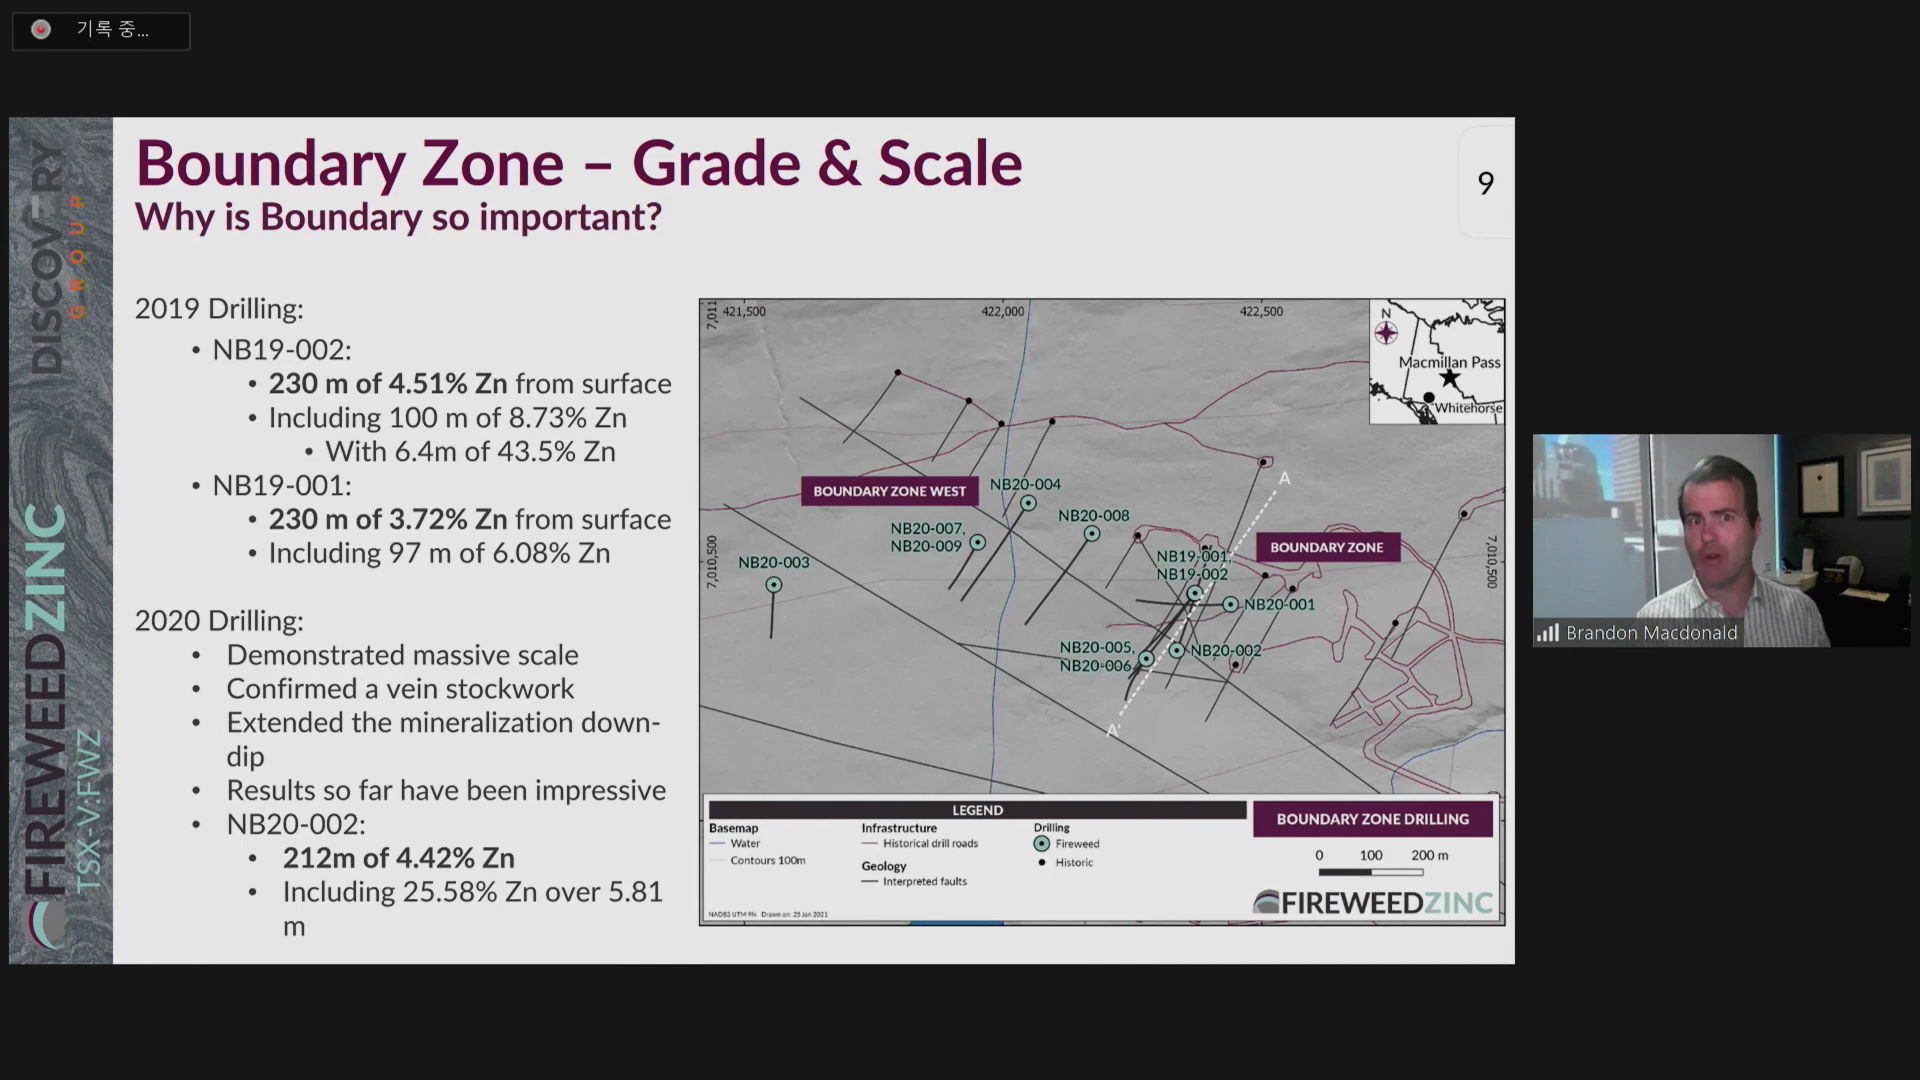 기록 중...
DISCOVERY
GROUP
FIREWEEDZINC
TSX-V:FWZ
Boundary Zone – Grade & Scale
Why is Boundary so important?
9
2019 Drilling:
• NB19-002:
• 230 m of 4.51% Zn from surface
• Including 100 m of 8.73% Zn
• With 6.4m of 43.5% Zn
• NB19-001:
• 230 m of 3.72% Zn from surface
• Including 97 m of 6.08% Zn
2020 Drilling:
• Demonstrated massive scale
• Confirmed a vein stockwork
• Extended the mineralization down-
dip
• Results so far have been impressive
• NB20-002:
• 212m of 4.42% Zn
• Including 25.58% Zn over 5.81
m
7,011
421,500
422,000
422,500
N
Macmillan Pass
Whitehorse
A
BOUNDARY ZONE WEST
NB20-004
NB20-007,
NB20-009
NB20-008
NB20-003
7,010,500
NB19-001,
NB19-002
BOUNDARY ZONE
7,010,500
NB20-001
NB20-005,
NB20-006
NB20-002
A'
LEGEND
Basemap
Water
Contours 100m
Infrastructure
Historical drill roads
Geology
Interpreted faults
Drilling
Fireweed
Historic
NAD83 UTM 9N Drawn on: 25 Jan 2021
BOUNDARY ZONE DRILLING
0 100 200 m
FIREWEEDZINC
Brandon Macdonald